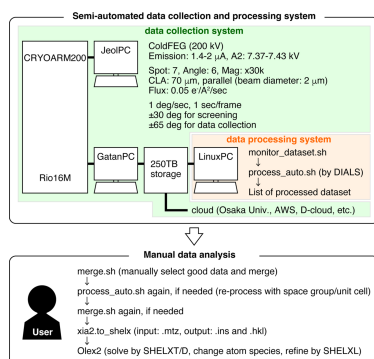 Semi-automated data collection and processing system
data collection system
CRYOARM200
JeolPC
ColdFEG (200 kV)
Emission: 1.4-2 μA, A2: 7.37-7.43 kV
Spot: 7, Angle: 6, Mag: x30k
CLA: 70 μm, parallel (beam diameter: 2 μm)
Flux: 0.05 e⁻/Å²/sec
1 deg/sec, 1 sec/frame
±30 deg for screening
±65 deg for data collection
Rio16M
GatanPC
250TB
storage
LinuxPC
data processing system
monitor_dataset.sh
↓
process_auto.sh (by DIALS)
↓
List of processed dataset
cloud (Osaka Univ., AWS, D-cloud, etc.)
Manual data analysis
User
merge.sh (manually select good data and merge)
↓
process_auto.sh again, if needed (re-process with space group/unit cell)
↓
merge.sh again, if needed
↓
xia2.to_shelx (input: .mtz, output: .ins and .hkl)
↓
Olex2 (solve by SHELXT/D, change atom species, refine by SHELXL)